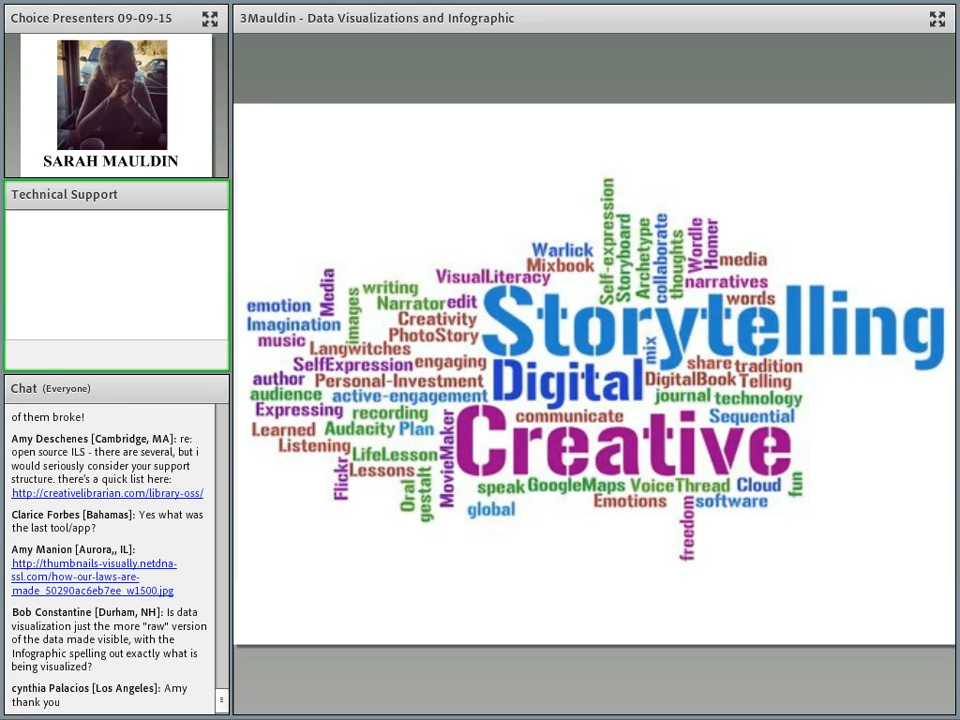 Choice Presenters 09-09-15
SARAH MAULDIN
Technical Support
Chat (Everyone)
of them broke!
Amy Deschenes [Cambridge, MA]: re:
open source ILS - there are several, but i
would seriously consider your support
structure. there's a quick list here:
http://creativelibrarian.com/library-oss/
Clarice Forbes [Bahamas]: Yes what was
the last tool/app?
Amy Manion [Aurora,, IL]:
http://thumbnails-visually.netdna-
ssl.com/how-our-laws-are-
made_50290ac6eb7ee_w1500.jpg
Bob Constantine [Durham, NH]: Is data
visualization just the more "raw" version
of the data made visible, with the
Infographic spelling out exactly what is
being visualized?
cynthia Palacios [Los Angeles]: Amy
thank you
3Mauldin - Data Visualizations and Infographic
Self-expression
Storyboard
Archetype
collaborate
thoughts
Wordle
Homer
Warlick
Mixbook
media
VisualLiteracy
narratives
words
Media
images
writing
emotion
Narrator
edit
Storytelling
Imagination
Creativity
music
PhotoStory
Langwitches
mix
SelfExpression
engaging
share
tradition
author
Personal-Investment
Digital
DigitalBook
Telling
audience
active-engagement
journal
technology
Expressing
recording
communicate
Sequential
Learned
Audacity
Plan
MovieMaker
Creative
Listening
LifeLesson
Flickr
Lessons
Oral
gestalt
speak
GoogleMaps
VoiceThread
Cloud
fun
global
Emotions
software
freedom